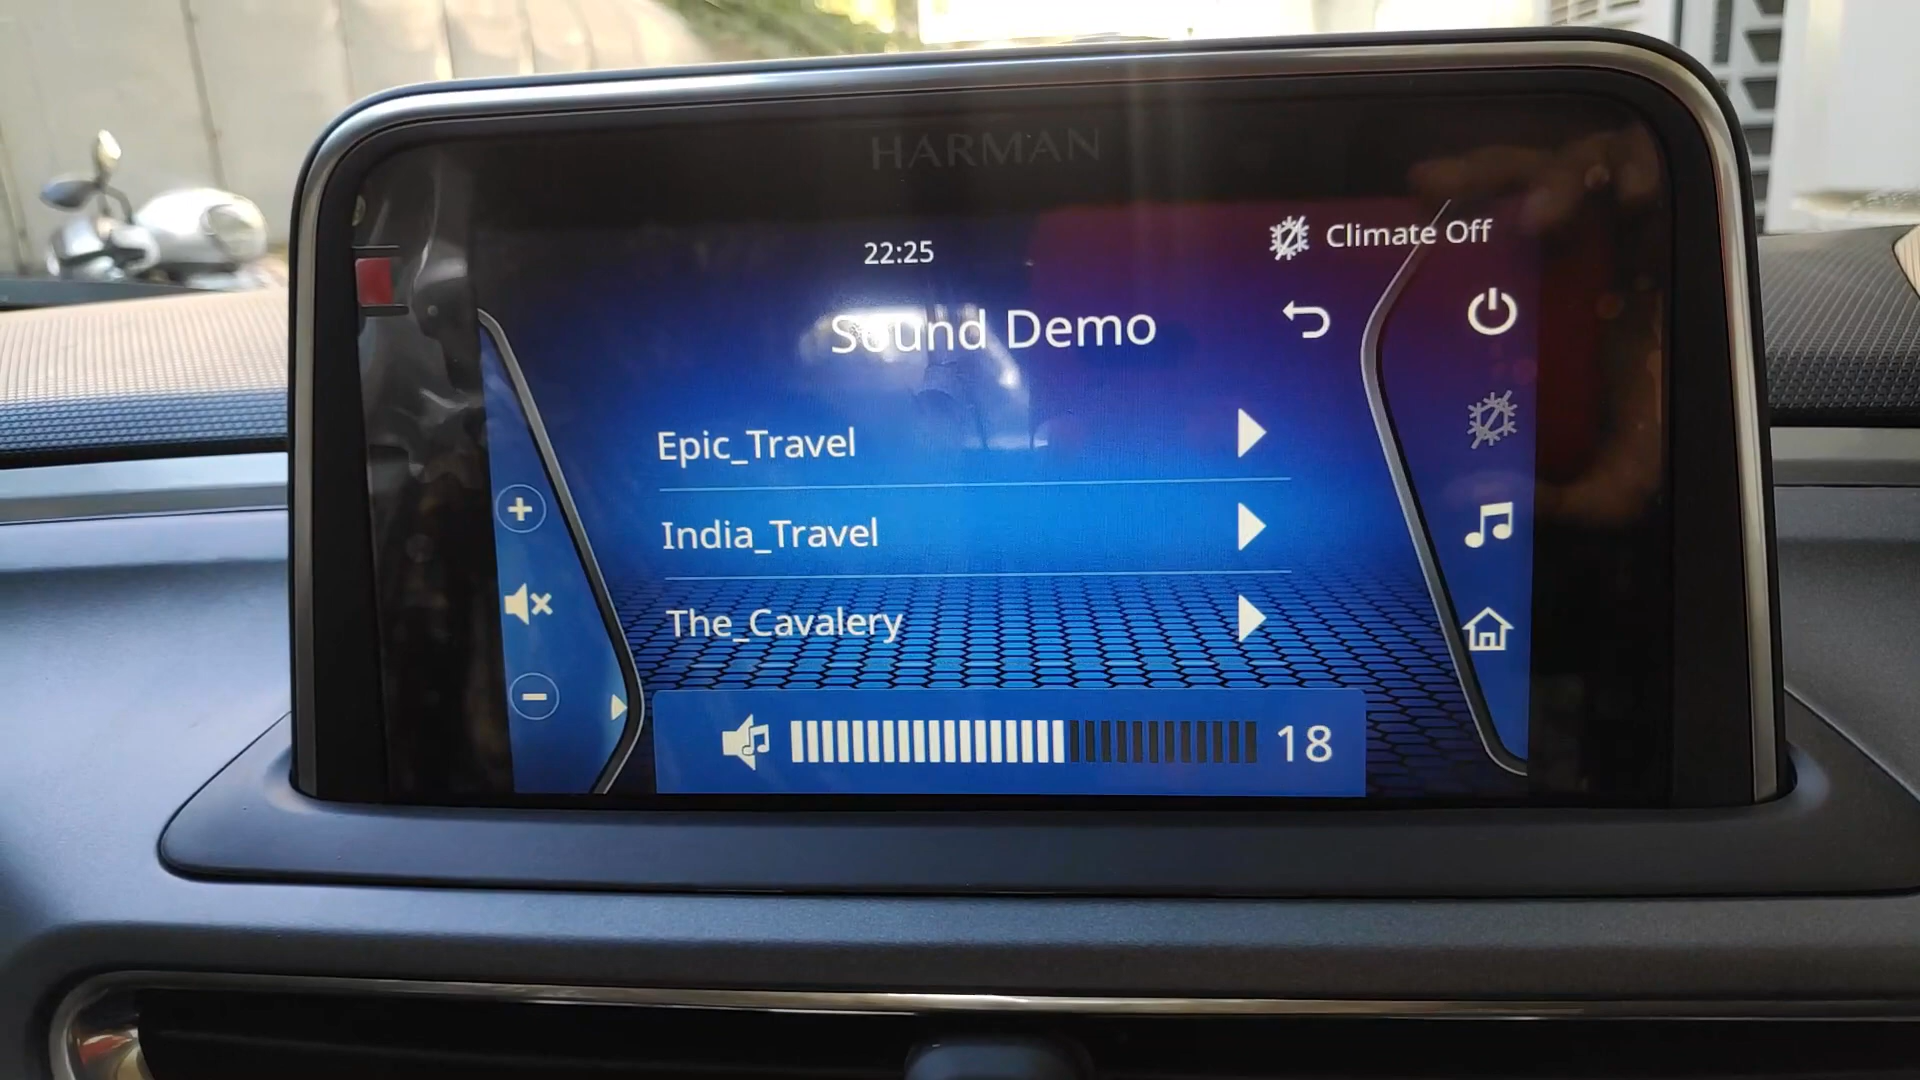 HARMAN
22:25
Climate Off
Sound Demo
Epic_Travel
India_Travel
The_Cavalery
18